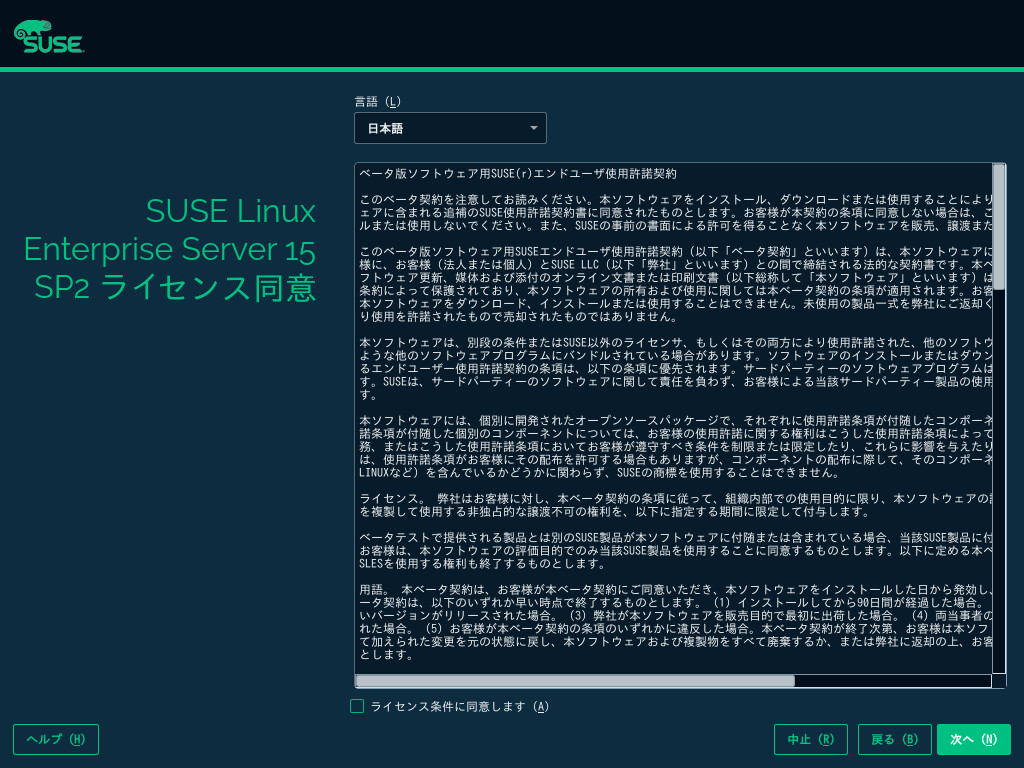 SUSE
言語 (L)
日本語
SUSE Linux
Enterprise Server 15
SP2 ライセンス同意
ベータ版ソフトウェア用SUSE(r)エンドユーザ使用許諾契約
このベータ契約を注意してお読みください。本ソフトウェアをインストール、ダウンロードまたは使用することにより
ェアに含まれる追補のSUSE使用許諾契約書に同意されたものとします。お客様が本契約の条項に同意しない場合は、こ
ルまたは使用しないでください。また、SUSEの事前の書面による許可を得ることなく本ソフトウェアを販売、譲渡また
このベータ版ソフトウェア用SUSEエンドユーザ使用許諾契約（以下「ベータ契約」といいます）は、本ソフトウェアに
様に、お客様（法人または個人）とSUSE LLC（以下「弊社」といいます）との間で締結される法的な契約書です。本ベ
フトウェア更新、媒体および添付のオンライン文書または印刷文書（以下総称して「本ソフトウェア」といいます）は
条約によって保護されており、本ソフトウェアの所有および使用に関しては本ベータ契約の条項が適用されます。お客
本ソフトウェアをダウンロード、インストールまたは使用することはできません。未使用の製品一式を弊社にご返却く
り使用を許諾されたもので売却されたものではありません。
本ソフトウェアは、別段の条件またはSUSE以外のライセンサ、もしくはその両方により使用許諾された、他のソフトウ
ような他のソフトウェアプログラムにバンドルされている場合があります。ソフトウェアのインストールまたはダウン
るエンドユーザー使用許諾契約の条項は、以下の条項に優先されます。サードパーティーのソフトウェアプログラムは
す。SUSEは、サードパーティーのソフトウェアに関して責任を負わず、お客様による当該サードパーティー製品の使用
す。
本ソフトウェアには、個別に開発されたオープンソースパッケージで、それぞれに使用許諾条項が付随したコンポーネ
諾条項が付随した個別のコンポーネントについては、お客様の使用許諾に関する権利はこうした使用許諾条項によって
務、またはこうした使用許諾条項においてお客様が遵守すべき条件を制限または限定したり、これらに影響を与えたり
は、使用許諾条項がお客様にその配布を許可する場合もありますが、コンポーネントの配布に際して、そのコンポーネ
LINUXなど）を含んでいるかどうかに関わらず、SUSEの商標を使用することはできません。
ライセンス。 弊社はお客様に対し、本ベータ契約の条項に従って、組織内部での使用目的に限り、本ソフトウェアの
を複製して使用する非独占的な譲渡不可の権利を、以下に指定する期間に限定して付与します。
ベータテストで提供される製品とは別のSUSE製品が本ソフトウェアに付随または含まれている場合、当該SUSE製品に付
お客様は、本ソフトウェアの評価目的でのみ当該SUSE製品を使用することに同意するものとします。以下に定める本ベ
SLESを使用する権利も終了するものとします。
用語。 本ベータ契約は、お客様が本ベータ契約にご同意いただき、本ソフトウェアをインストールした日から発効し、
ータ契約は、以下のいずれか早い時点で終了するものとします。（1）インストールしてから90日間が経過した場合。
いバージョンがリリースされた場合。（3）弊社が本ソフトウェアを販売目的で最初に出荷した場合。（4）両当事者の
れた場合。（5）お客様が本ベータ契約の条項のいずれかに違反した場合。本ベータ契約が終了次第、お客様は本ソフ
て加えられた変更を元の状態に戻し、本ソフトウェアおよび複製物をすべて廃棄するか、または弊社に返却の上、お客
とします。
ライセンス条件に同意します (A)
ヘルプ (H)
中止 (R)
戻る (B)
次へ (N)